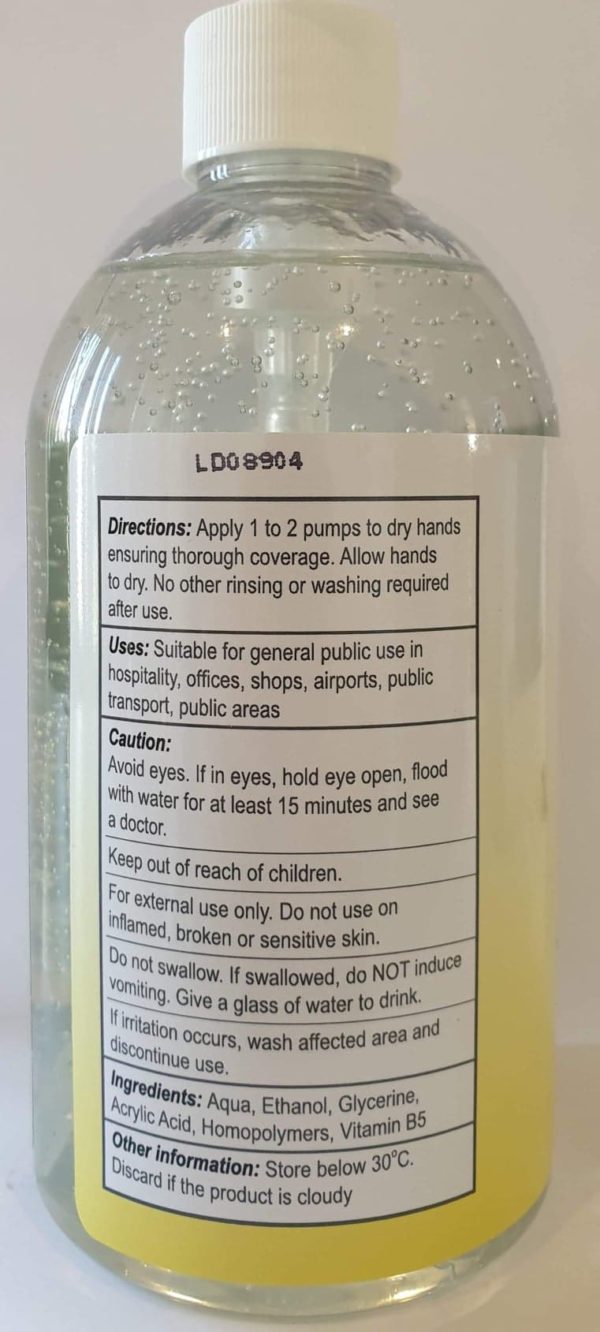 LD08904
Directions: Apply 1 to 2 pumps to dry hands
ensuring thorough coverage. Allow hands
to dry. No other rinsing or washing required
after use.
Uses: Suitable for general public use in
hospitality, offices, shops, airports, public
transport, public areas
Caution:
Avoid eyes. If in eyes, hold eye open, flood
with water for at least 15 minutes and see
a doctor.
Keep out of reach of children.
For external use only. Do not use on
inflamed, broken or sensitive skin.
Do not swallow. If swallowed, do NOT induce
vomiting. Give a glass of water to drink.
If irritation occurs, wash affected area and
discontinue use.
Ingredients: Aqua, Ethanol, Glycerine,
Acrylic Acid, Homopolymers, Vitamin B5
Other information: Store below 30°C.
Discard if the product is cloudy